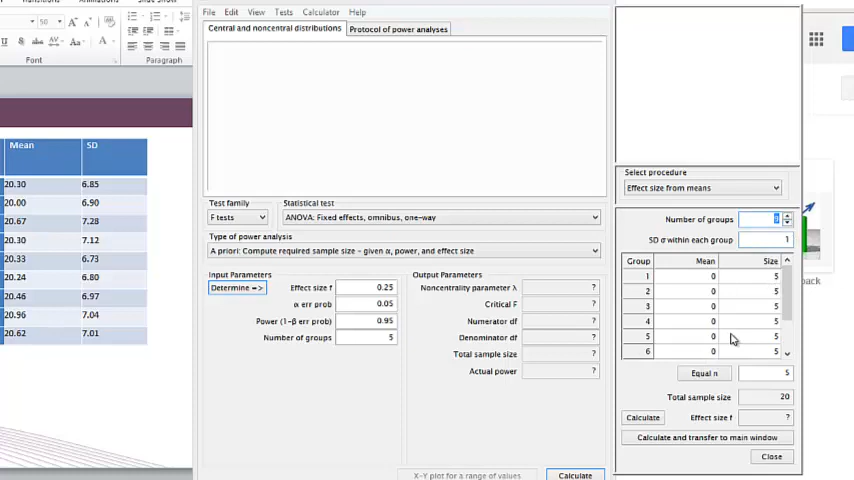 Slides
50
Font
Paragraph
Mean SD
20.30 6.85
20.00 6.90
20.67 7.28
20.30 7.12
20.33 6.73
20.24 6.80
20.46 6.97
20.96 7.04
20.62 7.01
File Edit View Tests Calculator Help
Central and noncentral distributions Protocol of power analyses
Test family Statistical test
F tests ANOVA: Fixed effects, omnibus, one-way
Type of power analysis
A priori: Compute required sample size - given α, power, and effect size
Input Parameters Output Parameters
Determine => Effect size f 0.25 Noncentrality parameter λ ?
α err prob 0.05 Critical F ?
Power (1-β err prob) 0.95 Numerator df ?
Number of groups 5 Denominator df ?
Total sample size ?
Actual power ?
X-Y plot for a range of values Calculate
Select procedure
Effect size from means
Number of groups
SD σ within each group 1
Group Mean Size
1 0 5
2 0 5
3 0 5
4 0 5
5 0 5
6 0 5
Equal n 5
Total sample size 20
Calculate Effect size f ?
Calculate and transfer to main window
Close
back